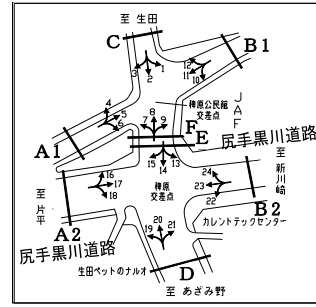 至 生田
C
B1
3
2
1
12
11
10
4
5
6
7
8
9
稗原公民館
交差点
JAF
F
E
尻手黒川道路
A1
15
14
13
至 新川崎
至 片平
16
17
18
稗原
交差点
24
23
22
B2
A2
カレントテックセンター
尻手黒川道路
20
19
21
生田ペットのナルオ
D
至 あざみ野